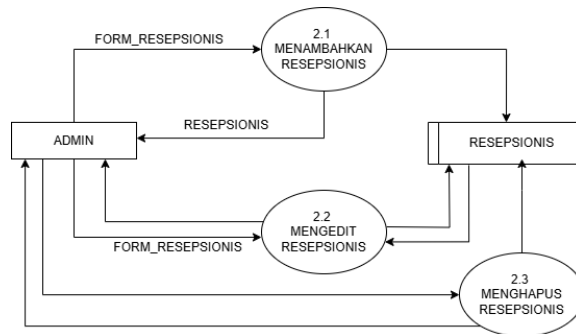 2.1
MENAMBAHKAN
RESEPSIONIS
FORM_RESEPSIONIS
RESEPSIONIS
ADMIN
RESEPSIONIS
2.2
MENGEDIT
RESEPSIONIS
FORM_RESEPSIONIS
2.3
MENGHAPUS
RESEPSIONIS